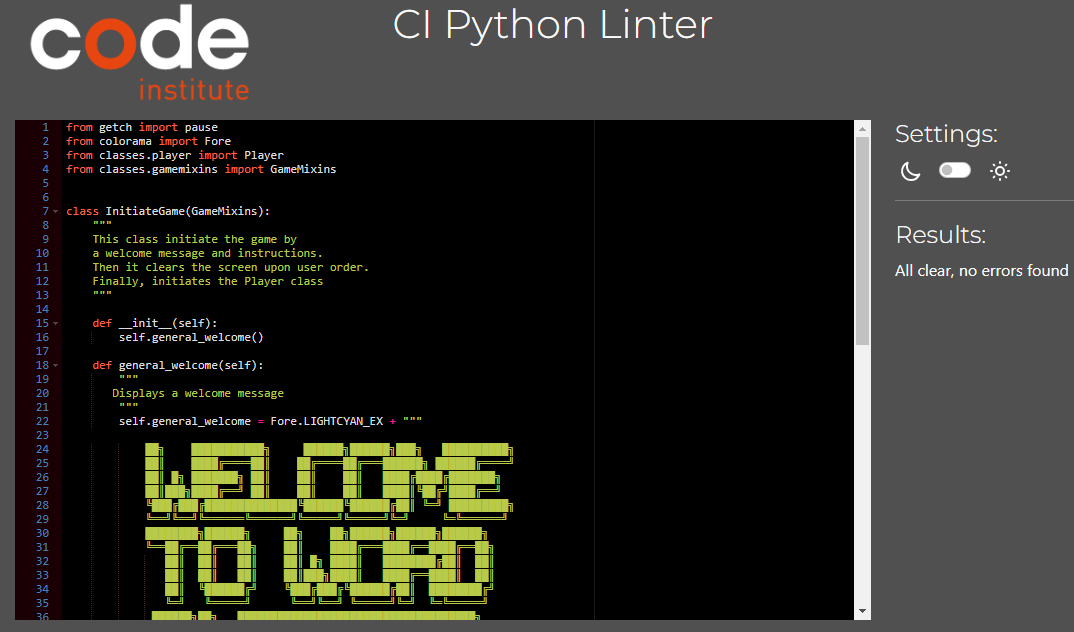 code
institute
CI Python Linter
1 from getch import pause
2 from colorama import Fore
3 from classes.player import Player
4 from classes.gamemixins import GameMixins
5
6
7 class InitiateGame(GameMixins):
8 """
9 This class initiate the game by
10 a welcome message and instructions.
11 Then it clears the screen upon user order.
12 Finally, initiates the Player class
13 """
14
15 def __init__(self):
16 self.general_welcome()
17
18 def general_welcome(self):
19 """
20 Displays a welcome message
21 """
22 self.general_welcome = Fore.LIGHTCYAN_EX + """
23
24
25
26
27
28
29
30
31
32
33
34
35
36
Settings:
Results:
All clear, no errors found